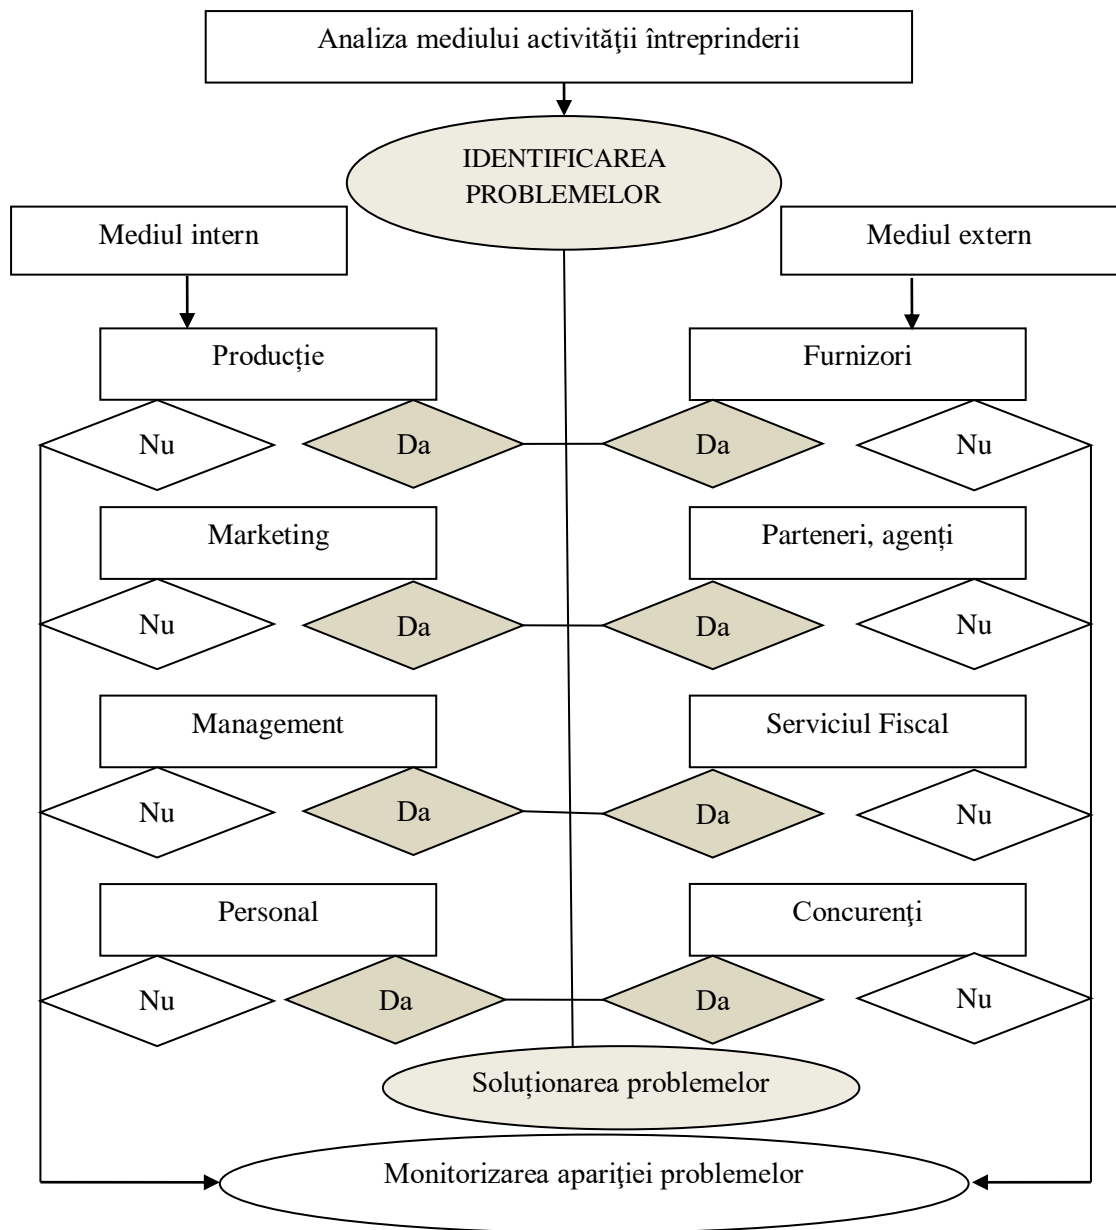 Analiza mediului activităţii întreprinderii
IDENTIFICAREA
PROBLEMELOR
Mediul intern
Mediul extern
Producție
Furnizori
Nu
Da
Da
Nu
Marketing
Parteneri, agenți
Nu
Da
Da
Nu
Management
Serviciul Fiscal
Nu
Da
Da
Nu
Personal
Concurenţi
Nu
Da
Da
Nu
Soluționarea problemelor
Monitorizarea apariţiei problemelor